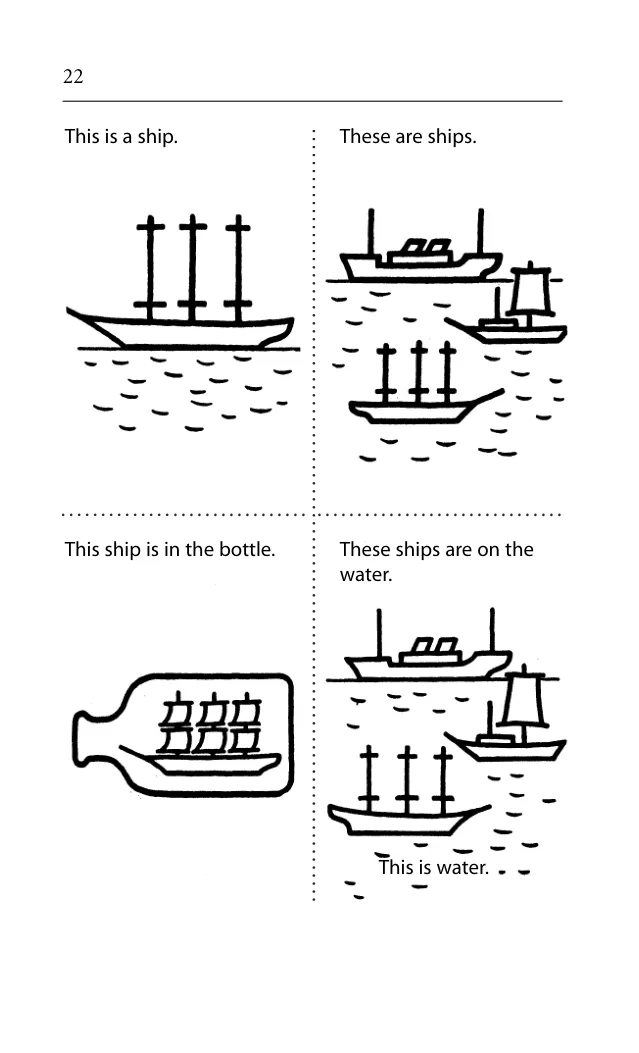 22
This is a ship.
These are ships.
This ship is in the bottle.
These ships are on the
water.
This is water.